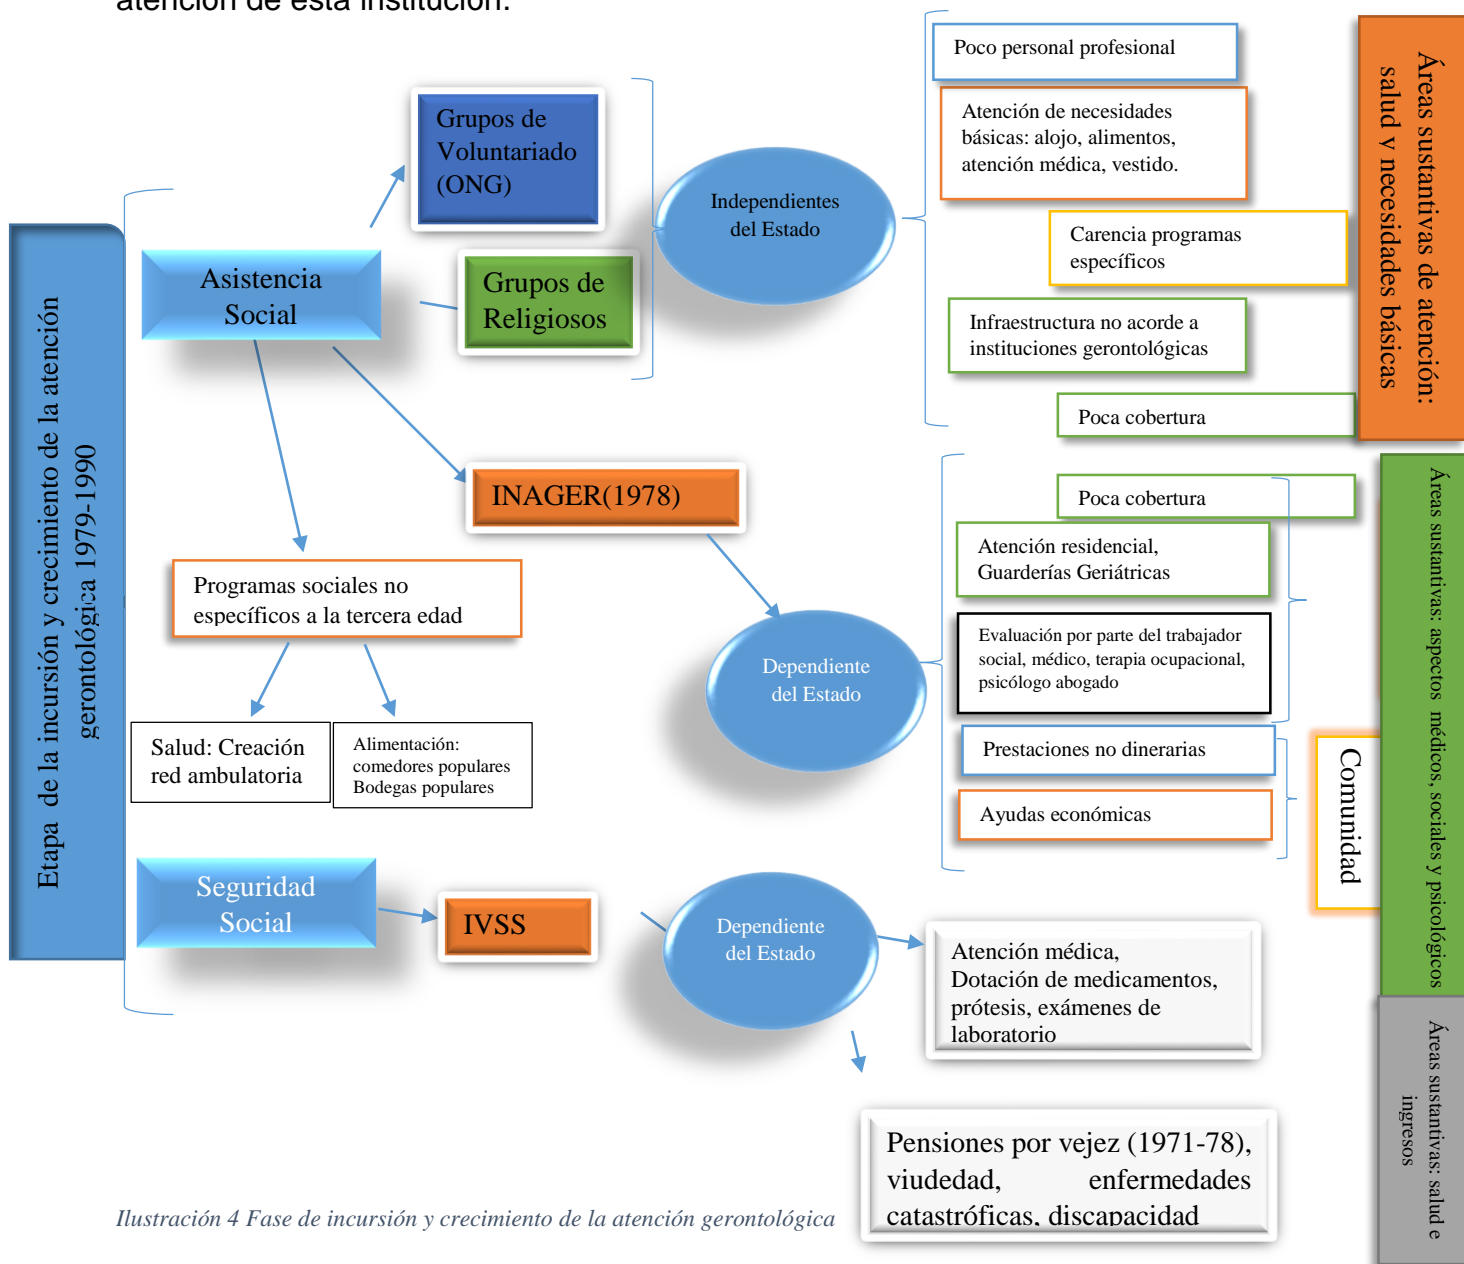 atención de esta institución.
Etapa de la incursión y crecimiento de la atención
gerontológica 1979-1990
Asistencia
Social
Grupos de
Voluntariado
(ONG)
Grupos de
Religiosos
Independientes
del Estado
Poco personal profesional
Atención de necesidades
básicas: alojo, alimentos,
atención médica, vestido.
Carencia programas
específicos
Infraestructura no acorde a
instituciones gerontológicas
Poca cobertura
Áreas sustantivas de atención:
salud y necesidades básicas
INAGER(1978)
Programas sociales no
específicos a la tercera edad
Salud: Creación
red ambulatoria
Alimentación:
comedores populares
Bodegas populares
Dependiente
del Estado
Poca cobertura
Atención residencial,
Guarderías Geriátricas
Evaluación por parte del trabajador
social, médico, terapia ocupacional,
psicólogo abogado
Prestaciones no dinerarias
Ayudas económicas
Comunidad
Áreas sustantivas: aspectos médicos, sociales y psicológicos
Seguridad
Social
IVSS
Dependiente
del Estado
Atención médica,
Dotación de medicamentos,
prótesis, exámenes de
laboratorio
Pensiones por vejez (1971-78),
viudedad, enfermedades
catastróficas, discapacidad
Áreas sustantivas: salud e
ingresos
Ilustración 4 Fase de incursión y crecimiento de la atención gerontológica